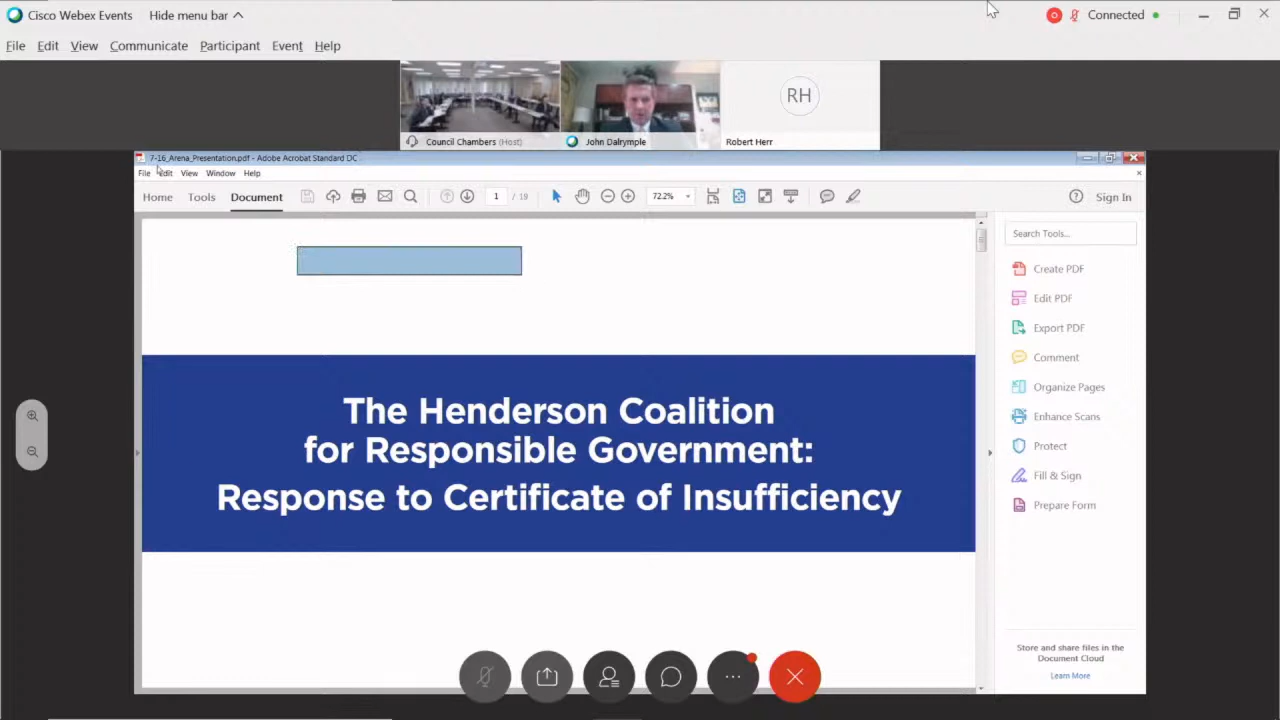 Cisco Webex Events Hide menu bar Connected
File Edit View Communicate Participant Event Help
RH
Council Chambers (Host) John Dalrymple Robert Herr
7-16_Arena_Presentation.pdf - Adobe Acrobat Standard DC
File Edit View Window Help
Home Tools Document 1 / 19 72.2% Sign In
Search Tools...
Create PDF
Edit PDF
Export PDF
Comment
Organize Pages
Enhance Scans
Protect
Fill & Sign
Prepare Form
The Henderson Coalition
for Responsible Government:
Response to Certificate of Insufficiency
Store and share files in the
Document Cloud
Learn More